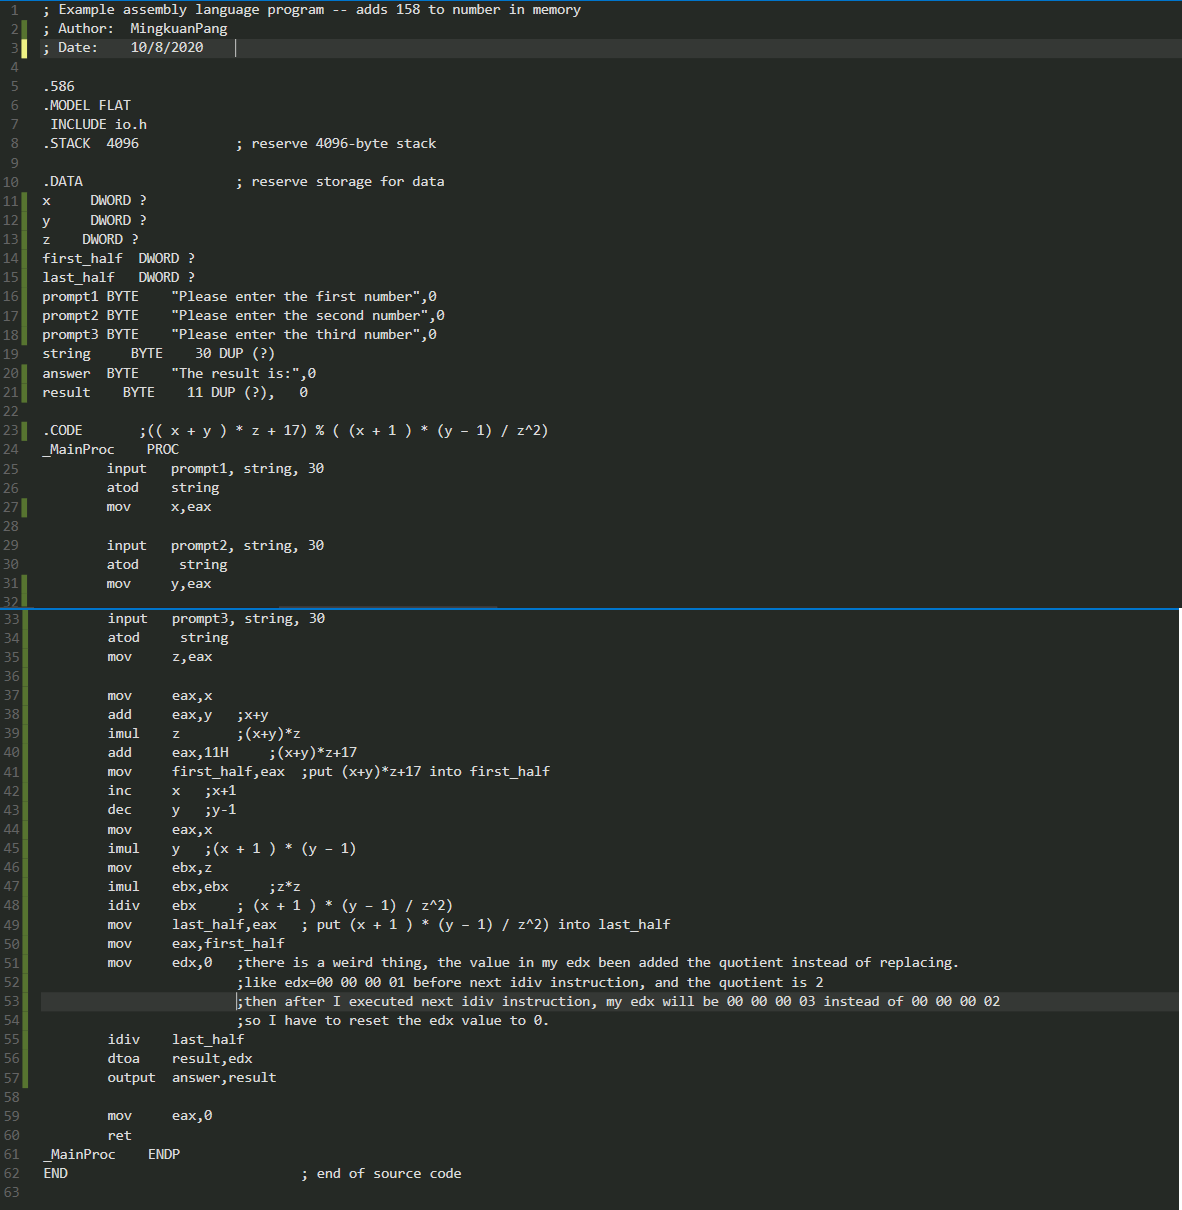 1 ; Example assembly language program -- adds 158 to number in memory
2 ; Author:  MingkuanPang
3 ; Date:    10/8/2020
4
5 .586
6 .MODEL FLAT
7  INCLUDE io.h
8 .STACK  4096            ; reserve 4096-byte stack
9
10 .DATA                   ; reserve storage for data
11 x     DWORD ?
12 y     DWORD ?
13 z    DWORD ?
14 first_half  DWORD ?
15 last_half   DWORD ?
16 prompt1 BYTE    "Please enter the first number",0
17 prompt2 BYTE    "Please enter the second number",0
18 prompt3 BYTE    "Please enter the third number",0
19 string     BYTE    30 DUP (?)
20 answer  BYTE    "The result is:",0
21 result    BYTE    11 DUP (?),   0
22
23 .CODE       ;(( x + y ) * z + 17) % ( (x + 1 ) * (y – 1) / z^2)
24 _MainProc    PROC
25         input   prompt1, string, 30
26         atod    string
27         mov     x,eax
28
29         input   prompt2, string, 30
30         atod     string
31         mov     y,eax
32
33         input   prompt3, string, 30
34         atod     string
35         mov     z,eax
36
37         mov     eax,x
38         add     eax,y   ;x+y
39         imul    z       ;(x+y)*z
40         add     eax,11H     ;(x+y)*z+17
41         mov     first_half,eax  ;put (x+y)*z+17 into first_half
42         inc     x   ;x+1
43         dec     y   ;y-1
44         mov     eax,x
45         imul    y   ;(x + 1 ) * (y – 1)
46         mov     ebx,z
47         imul    ebx,ebx     ;z*z
48         idiv    ebx     ; (x + 1 ) * (y – 1) / z^2)
49         mov     last_half,eax   ; put (x + 1 ) * (y – 1) / z^2) into last_half
50         mov     eax,first_half
51         mov     edx,0   ;there is a weird thing, the value in my edx been added the quotient instead of replacing.
52                         ;like edx=00 00 00 01 before next idiv instruction, and the quotient is 2
53                         ;then after I executed next idiv instruction, my edx will be 00 00 00 03 instead of 00 00 00 02
54                         ;so I have to reset the edx value to 0.
55         idiv    last_half
56         dtoa    result,edx
57         output  answer,result
58
59         mov     eax,0
60         ret
61 _MainProc    ENDP
62 END                             ; end of source code
63